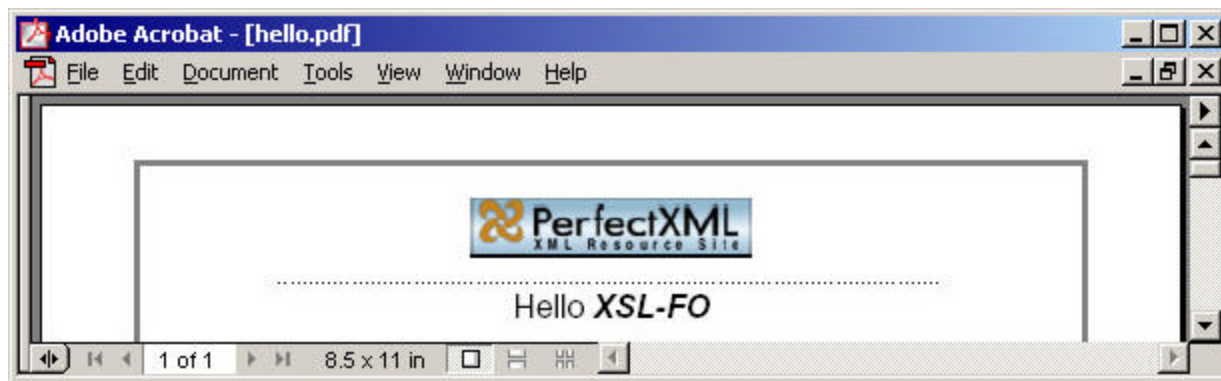 Adobe Acrobat - [hello.pdf]
File Edit Document Tools View Window Help
PerfectXML
XML Resource Site
Hello XSL-FO
1 of 1 8.5 x 11 in